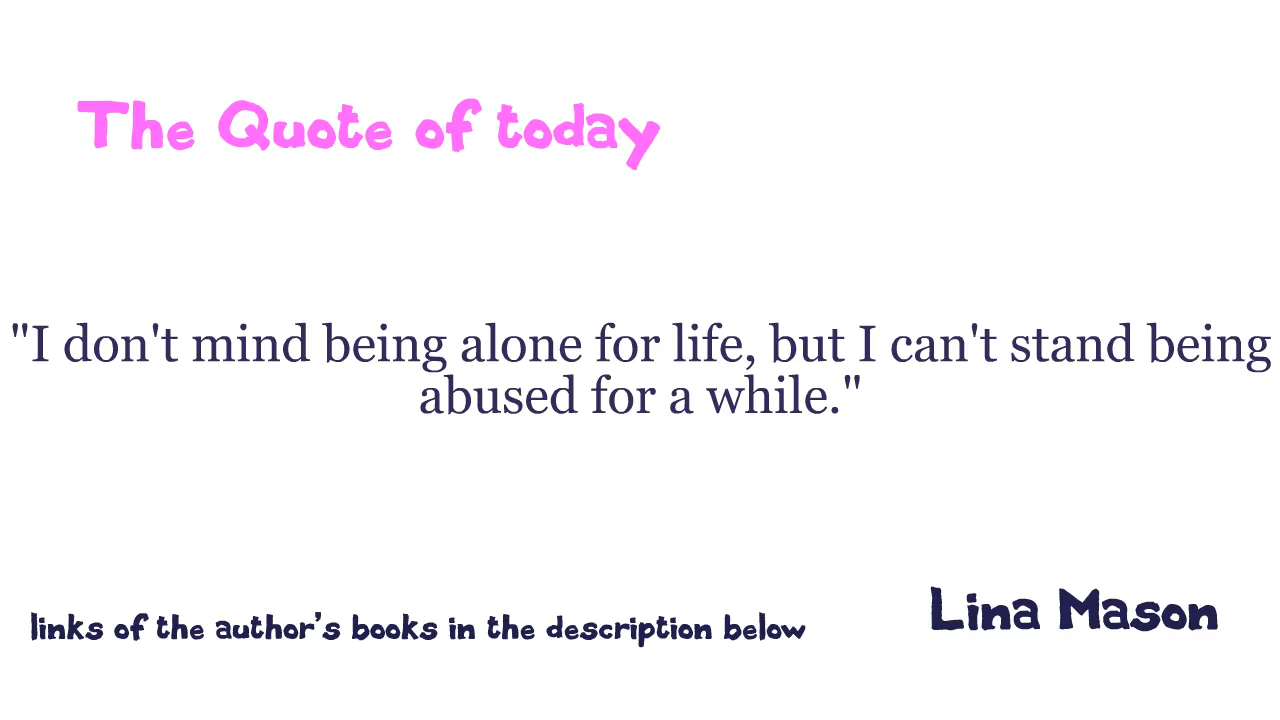 The Quote of today
"I don't mind being alone for life, but I can't stand being
abused for a while."
Lina Mason
links of the author's books in the description below